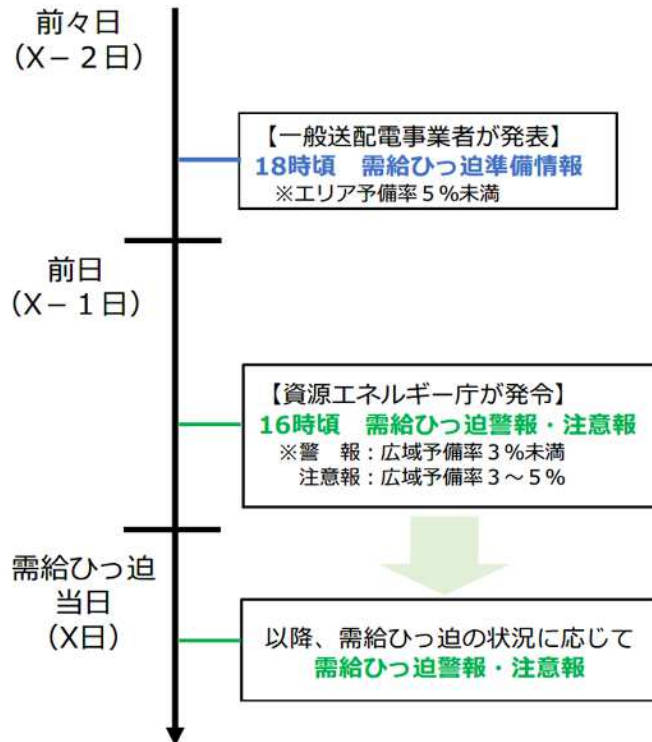 前々日
（X－２日）
【一般送配電事業者が発表】
18時頃　需給ひっ迫準備情報
※エリア予備率５%未満
前日
（X－１日）
【資源エネルギー庁が発令】
16時頃　需給ひっ迫警報・注意報
※警　報：広域予備率３%未満
注意報：広域予備率３～５%
需給ひっ迫
当日
（X日）
以降、需給ひっ迫の状況に応じて
需給ひっ迫警報・注意報